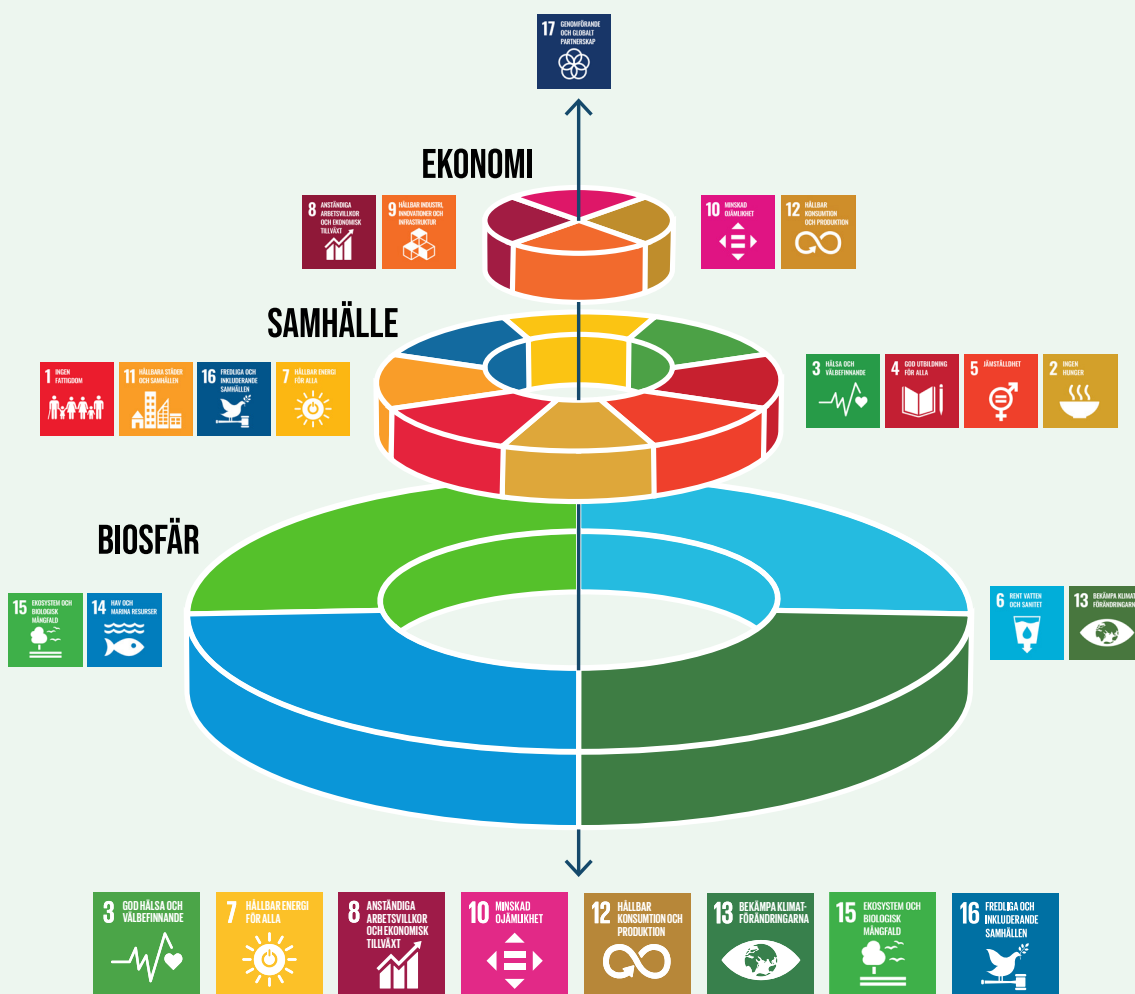 17 GENOMFÖRANDE
OCH GLOBALT
PARTNERSKAP
EKONOMI
8 ANSTÄNDIGA
ARBETSVILLKOR
OCH EKONOMISK
TILLVÄXT
9 HÅLLBAR INDUSTRI,
INNOVATIONER OCH
INFRASTRUKTUR
10 MINSKAD
OJÄMLIKHET
12 HÅLLBAR
KONSUMTION
OCH PRODUKTION
SAMHÄLLE
1 INGEN
FATTIGDOM
11 HÅLLBARA STÄDER
OCH SAMHÄLLEN
16 FREDLIGA OCH
INKLUDERANDE
SAMHÄLLEN
7 HÅLLBAR ENERGI
FÖR ALLA
3 HÄLSA OCH
VÄLBEFINNANDE
4 GOD UTBILDNING
FÖR ALLA
5 JÄMSTÄLLDHET
2 INGEN
HUNGER
BIOSFÄR
15 EKOSYSTEM OCH
BIOLOGISK
MÅNGFALD
14 HAV OCH
MARINA RESURSER
6 RENT VATTEN
OCH SANITET
13 BEKÄMPA KLIMAT-
FÖRÄNDRINGARNA
3 GOD HÄLSA OCH
VÄLBEFINNANDE
7 HÅLLBAR ENERGI
FÖR ALLA
8 ANSTÄNDIGA
ARBETSVILLKOR
OCH EKONOMISK
TILLVÄXT
10 MINSKAD
OJÄMLIKHET
12 HÅLLBAR
KONSUMTION OCH
PRODUKTION
13 BEKÄMPA KLIMAT-
FÖRÄNDRINGARNA
15 EKOSYSTEM OCH
BIOLOGISK
MÅNGFALD
16 FREDLIGA OCH
INKLUDERANDE
SAMHÄLLEN